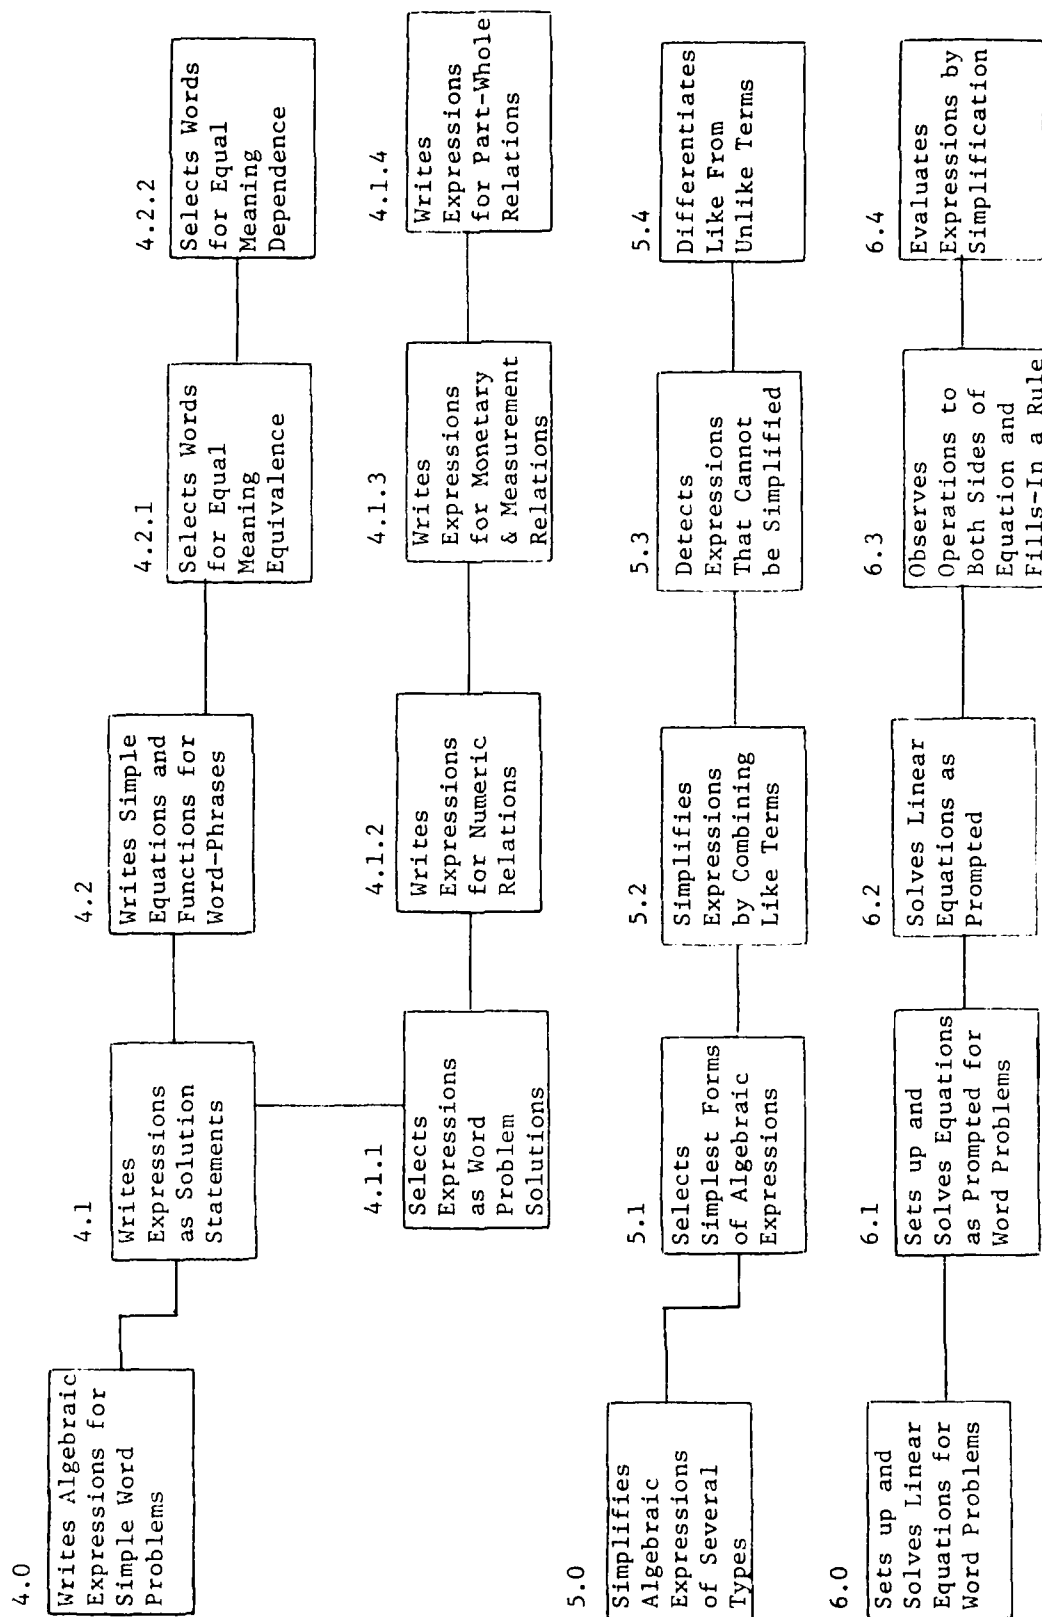 4.0
Writes Algebraic
Expressions for
Simple Word
Problems
4.1
Writes
Expressions
as Solution
Statements
4.2
Writes Simple
Equations and
Functions for
Word-Phrases
4.2.1
Selects Words
for Equal
Meaning
Equivalence
4.2.2
Selects Words
for Equal
Meaning
Dependence
4.1.1
Selects
Expressions
as Word
Problem
Solutions
4.1.2
Writes
Expressions
for Numeric
Relations
4.1.3
Writes
Expressions
for Monetary
& Measurement
Relations
4.1.4
Writes
Expressions
for Part-Whole
Relations
5.0
Simplifies
Algebraic
Expressions
of Several
Types
5.1
Selects
Simplest Forms
of Algebraic
Expressions
5.2
Simplifies
Expressions
by Combining
Like Terms
5.3
Detects
Expressions
That Cannot
be Simplified
5.4
Differentiates
Like From
Unlike Terms
6.0
Sets up and
Solves Linear
Equations for
Word Problems
6.1
Sets up and
Solves Equations
as Prompted for
Word Problems
6.2
Solves Linear
Equations as
Prompted
6.3
Observes
Operations to
Both Sides of
Equation and
Fills-In a Rule
6.4
Evaluates
Expressions by
Simplification